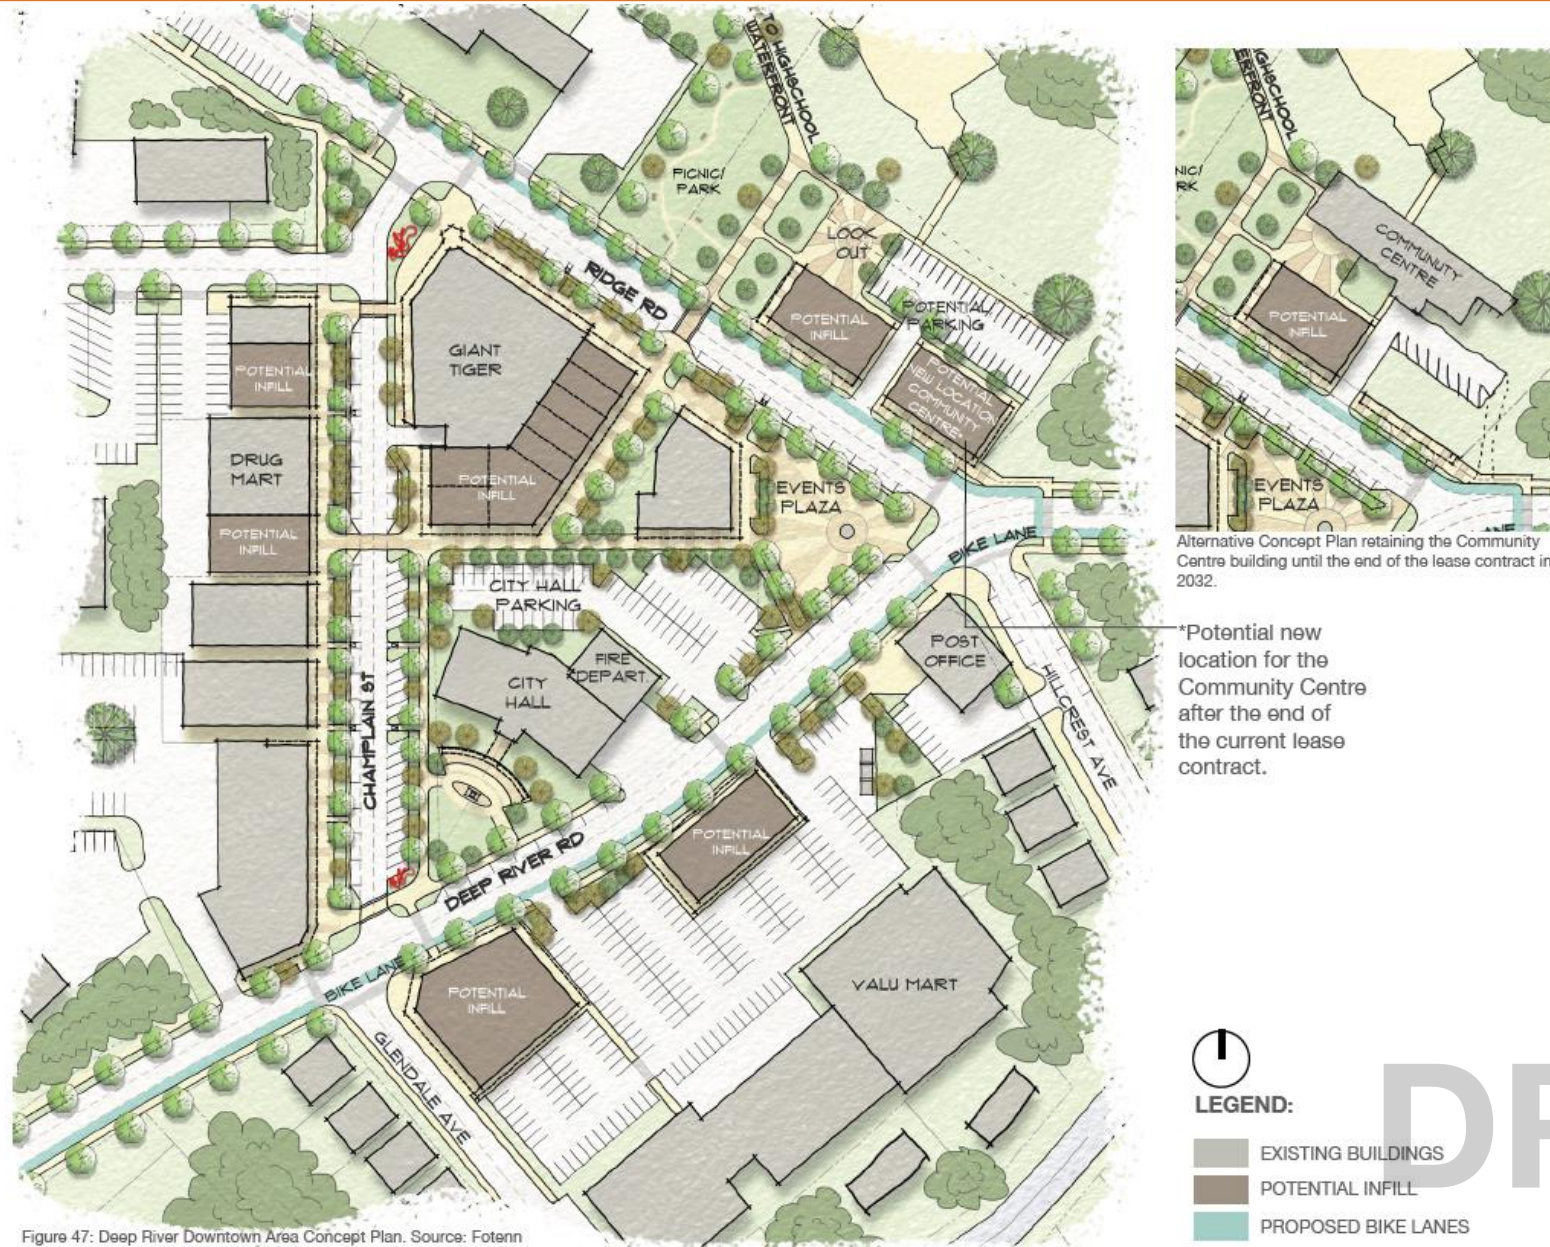 TO HIGHSCHOOL
WATERFRONT
PICNIC/
PARK
LOOK
OUT
RIDGE RD
POTENTIAL
PARKING
POTENTIAL
INFILL
POTENTIAL
NEW LOCATION
COMMUNITY
CENTRE*
GIANT
TIGER
POTENTIAL
INFILL
DRUG
MART
POTENTIAL
INFILL
POTENTIAL
INFILL
EVENTS
PLAZA
BIKE LANE
CITY HALL
PARKING
FIRE
DEPART.
CITY
HALL
POST
OFFICE
HILLCREST AVE
CHAMPLAIN ST
DEEP RIVER RD
POTENTIAL
INFILL
BIKE LANE
POTENTIAL
INFILL
VALU MART
GLENDALE AVE
Figure 47: Deep River Downtown Area Concept Plan. Source: Fotenn
HIGHSCHOOL
ERFRONT
NIC/
RK
COMMUNITY
CENTRE
POTENTIAL
INFILL
EVENTS
PLAZA
ANE
Alternative Concept Plan retaining the Community
Centre building until the end of the lease contract in
2032.
*Potential new
location for the
Community Centre
after the end of
the current lease
contract.
LEGEND:
EXISTING BUILDINGS
POTENTIAL INFILL
PROPOSED BIKE LANES